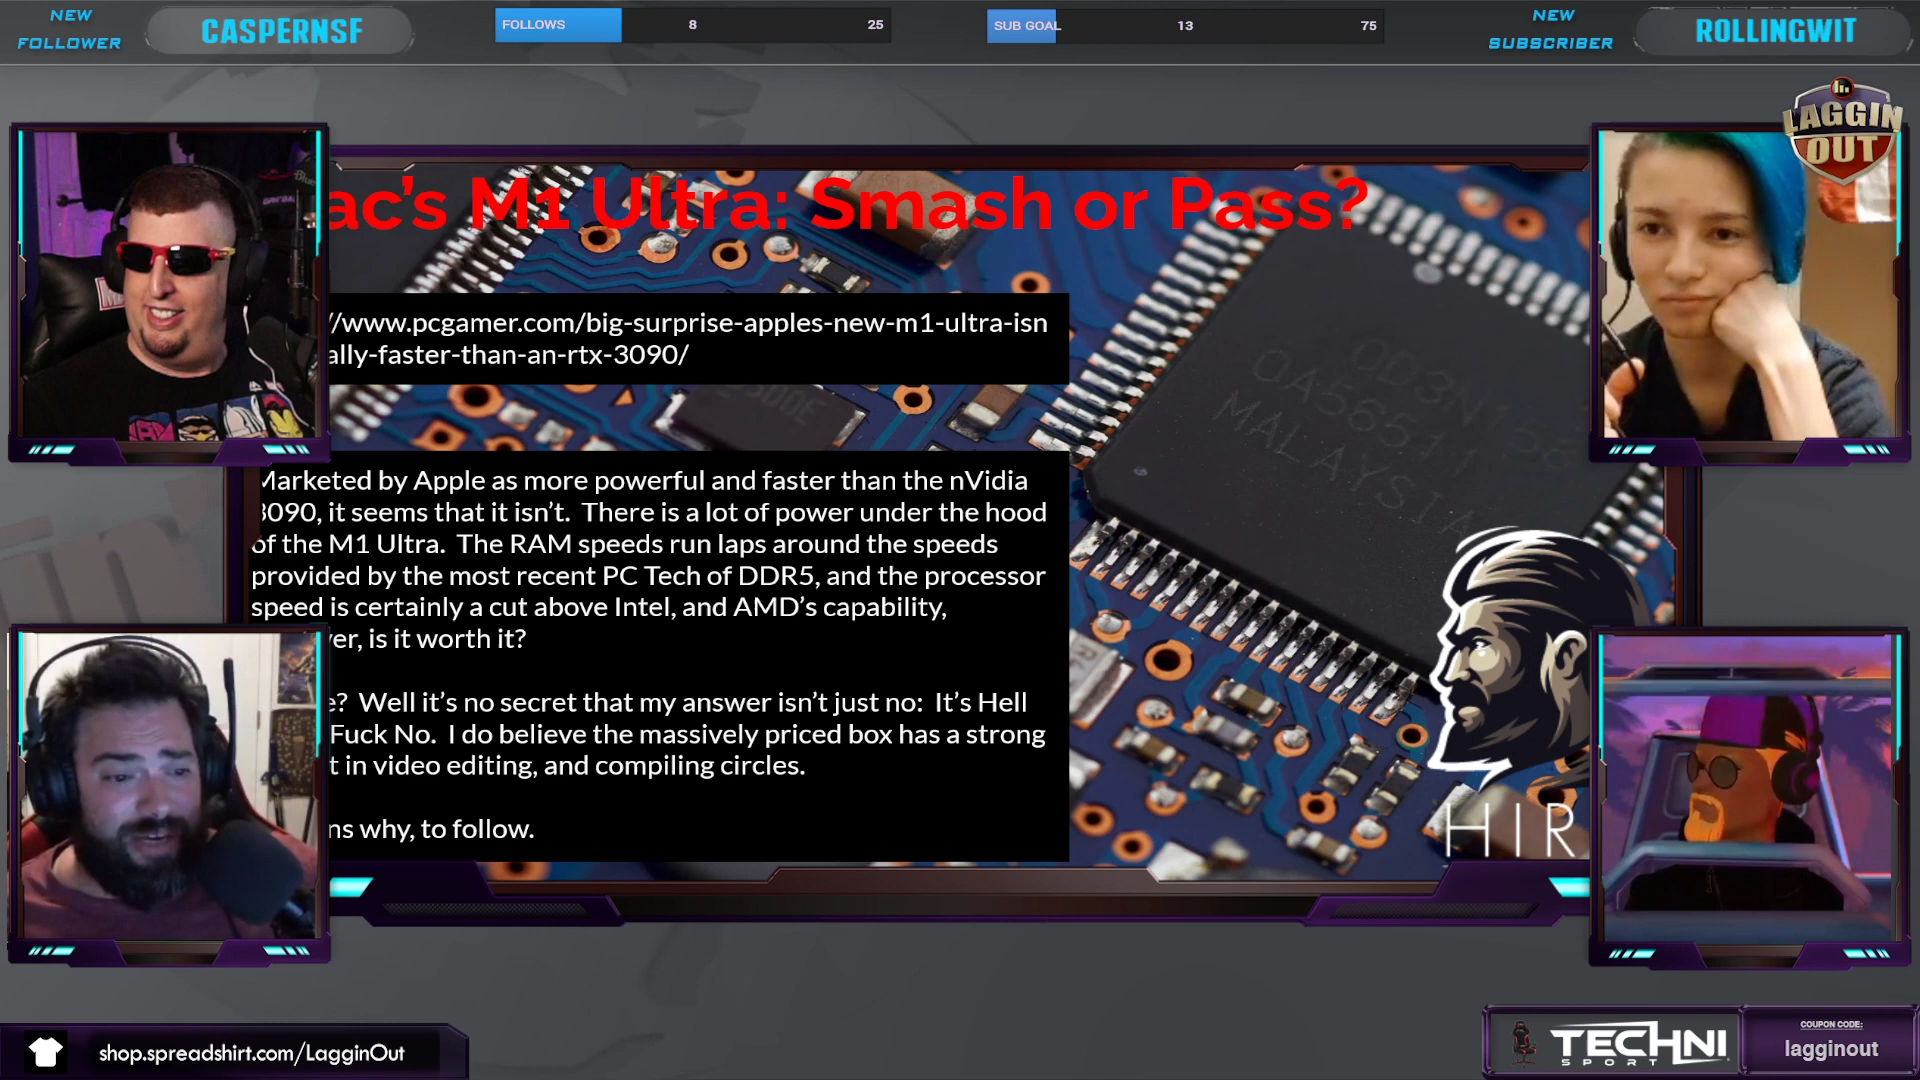 NEW
FOLLOWER
CASPERNSF
FOLLOWS 8 25
SUB GOAL 13 75
NEW
SUBSCRIBER
ROLLINGWIT
LAGGIN
OUT
ac's M1 Ultra: Smash or Pass?
//www.pcgamer.com/big-surprise-apples-new-m1-ultra-isn
ally-faster-than-an-rtx-3090/
Marketed by Apple as more powerful and faster than the nVidia
3090, it seems that it isn't. There is a lot of power under the hood
of the M1 Ultra. The RAM speeds run laps around the speeds
provided by the most recent PC Tech of DDR5, and the processor
speed is certainly a cut above Intel, and AMD's capability,
ver, is it worth it?
e? Well it's no secret that my answer isn't just no: It's Hell
Fuck No. I do believe the massively priced box has a strong
t in video editing, and compiling circles.
ns why, to follow.
MALAYSIA
HIR
shop.spreadshirt.com/LagginOut
TECHNI
SPORT
COUPON CODE:
lagginout